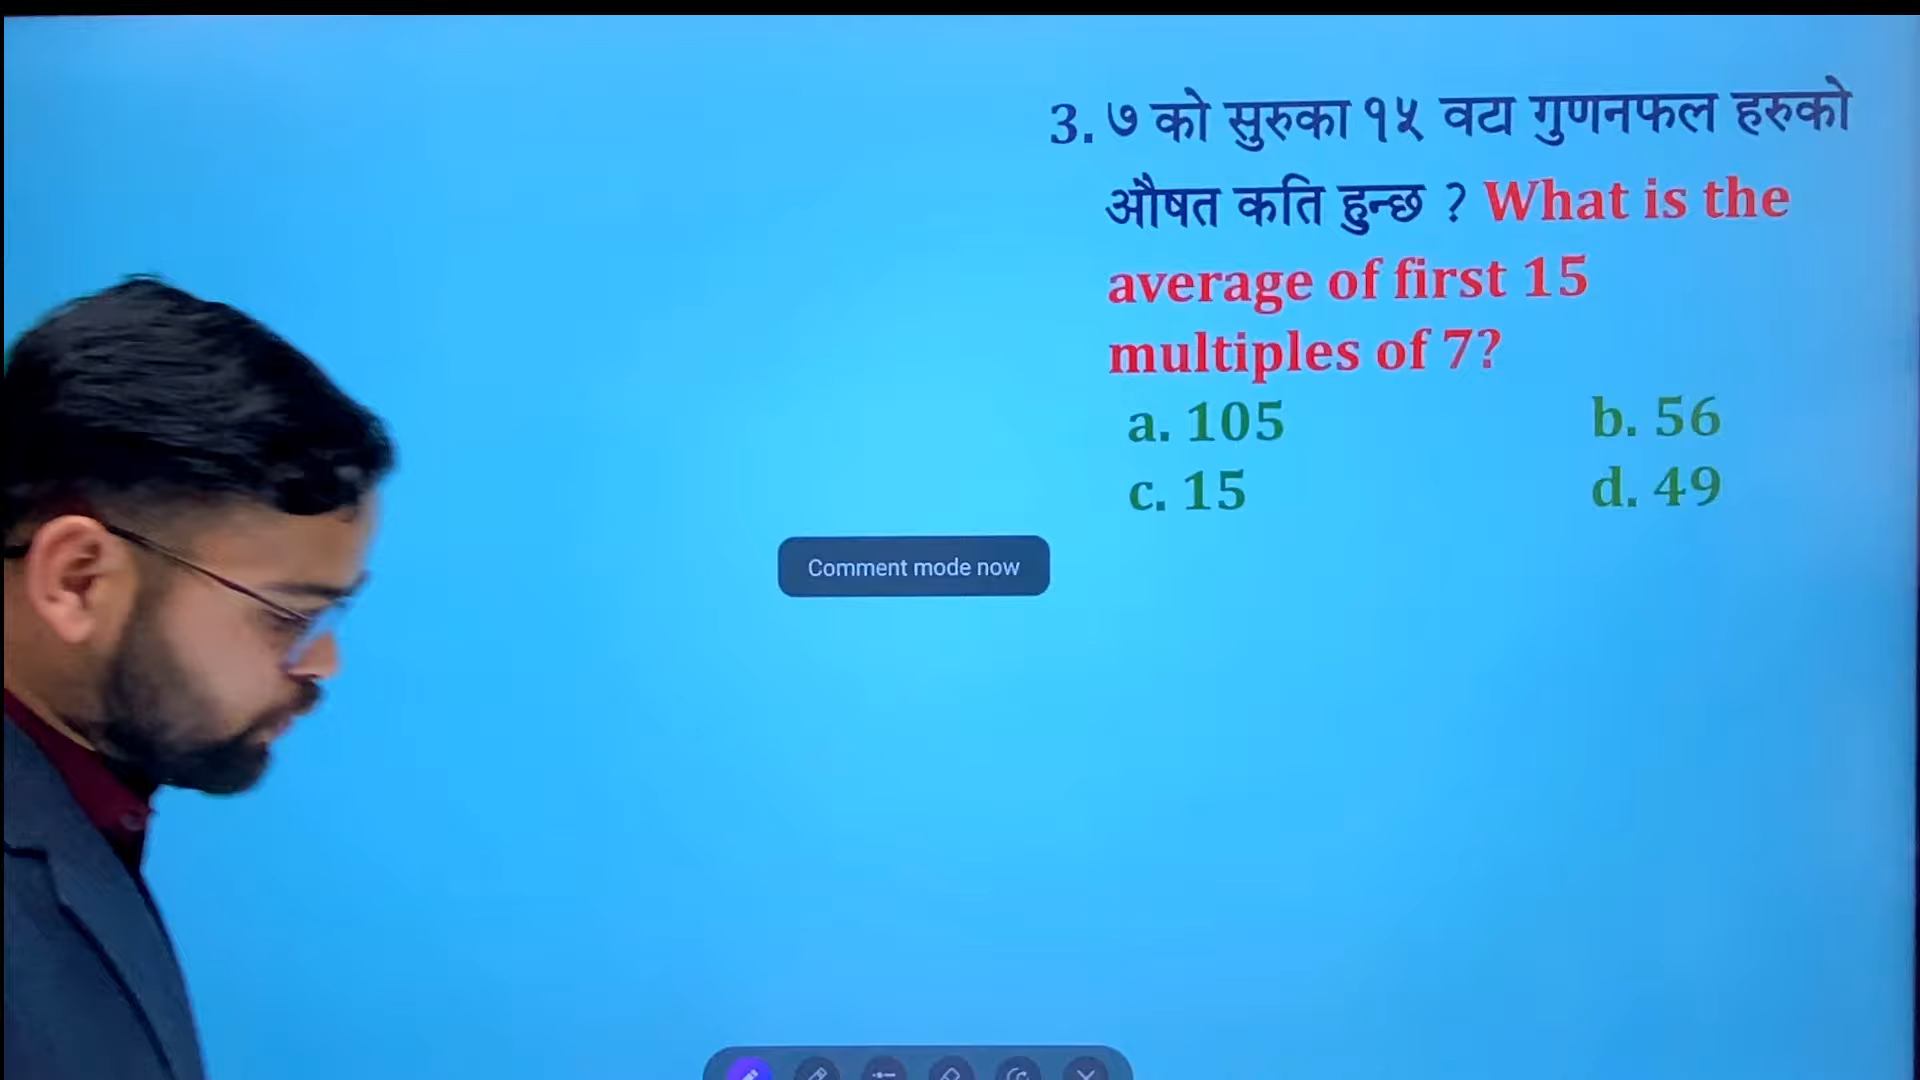 3. ७ को सुरुका १५ वटा गुणनफल हरुको
औषत कति हुन्छ ? What is the
average of first 15
multiples of 7?
a. 105 b. 56
c. 15 d. 49
Comment mode now